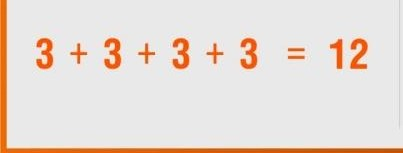 3 + 3 + 3 + 3 = 12